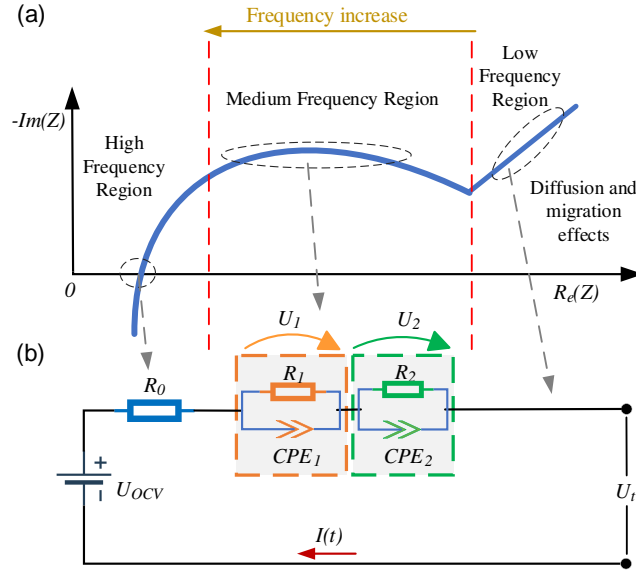 (a)
Frequency increase
Low
Frequency
Region
Medium Frequency Region
-Im(Z)
High
Frequency
Region
Diffusion and
migration
effects
0
Re(Z)
(b)
U1
U2
R0
R1
R2
CPE1
CPE2
+
UOCV
Ut
I(t)